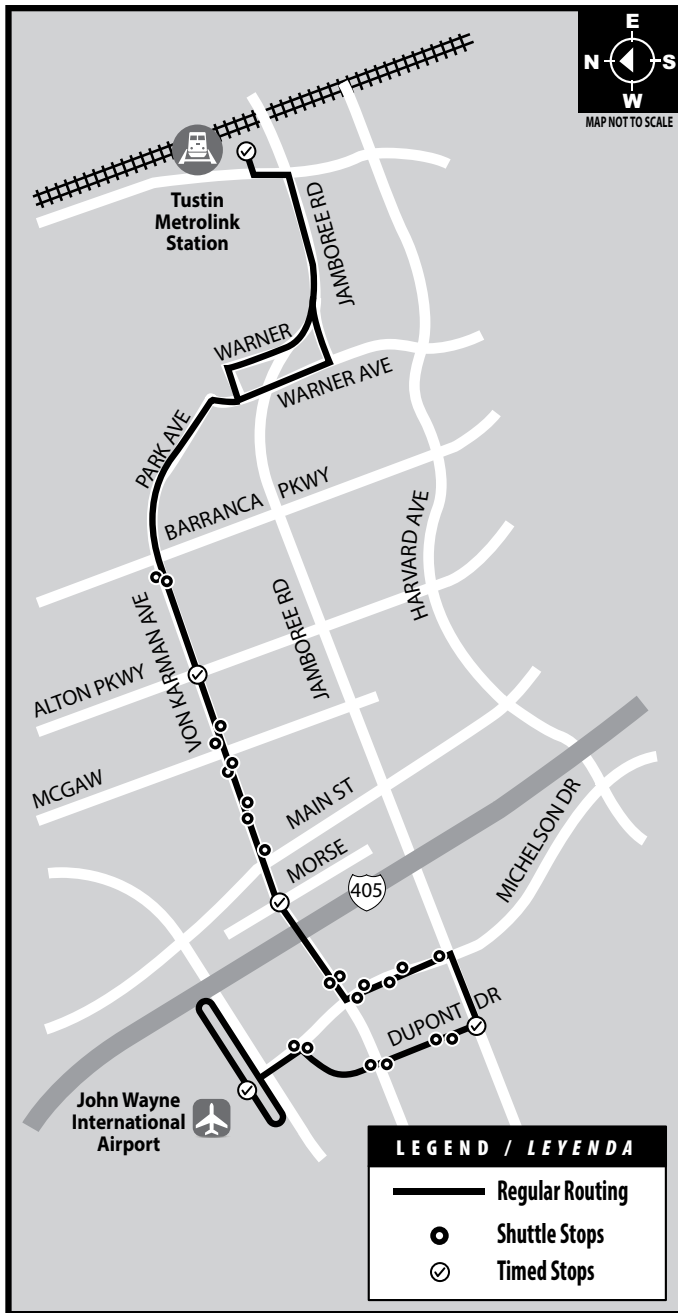 E
N S
W
MAP NOT TO SCALE
Tustin
Metrolink
Station
JAMBOREE RD
WARNER
WARNER AVE
PARK AVE
BARRANCA PKWY
HARVARD AVE
JAMBOREE RD
VON KARMAN AVE
ALTON PKWY
MCGAW
MAIN ST
MORSE
MICHELSON DR
405
DUPONT DR
John Wayne
International
Airport
LEGEND / LEYENDA
Regular Routing
Shuttle Stops
Timed Stops